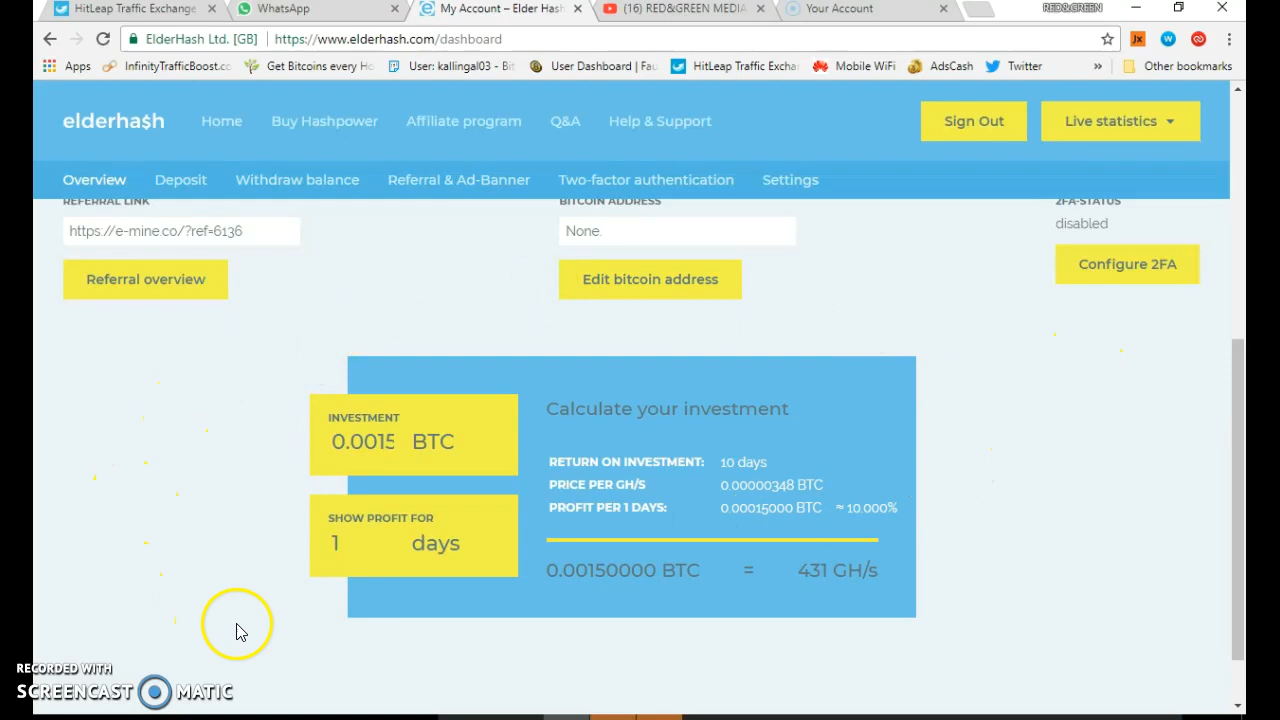 HitLeap Traffic Exchange
WhatsApp
My Account – Elder Hash
(16) RED&GREEN MEDIA
Your Account
RED&GREEN
ElderHash Ltd. [GB] https://www.elderhash.com/dashboard
Apps InfinityTrafficBoost.co Get Bitcoins every Ho User: kallingal03 - Bit User Dashboard | Fau HitLeap Traffic Excha Mobile WiFi AdsCash Twitter » Other bookmarks
elderha$h Home Buy Hashpower Affiliate program Q&A Help & Support Sign Out Live statistics
Overview Deposit Withdraw balance Referral & Ad-Banner Two-factor authentication Settings
REFERRAL LINK BITCOIN ADDRESS 2FA-STATUS
https://e-mine.co/?ref=6136 None. disabled
Referral overview Edit bitcoin address Configure 2FA
INVESTMENT
0.0015 BTC
SHOW PROFIT FOR
1 days
Calculate your investment
RETURN ON INVESTMENT: 10 days
PRICE PER GH/S 0.00000348 BTC
PROFIT PER 1 DAYS: 0.00015000 BTC ≈ 10.000%
0.00150000 BTC = 431 GH/s
RECORDED WITH
SCREENCAST MATIC